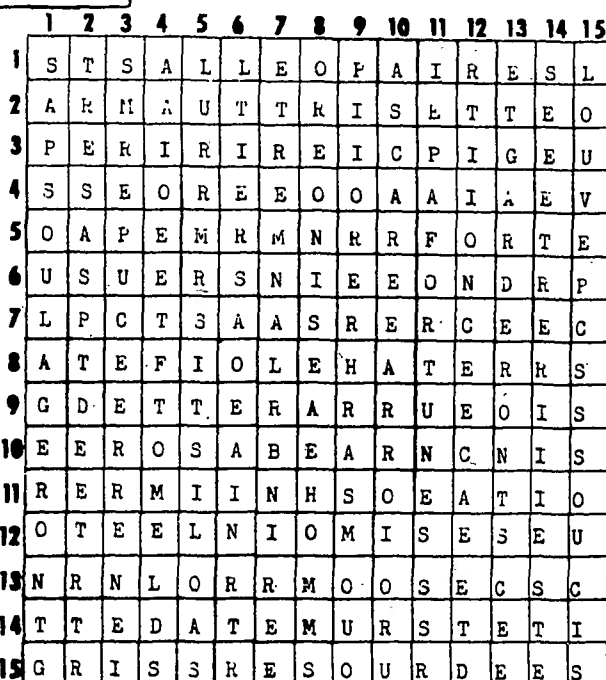 1 2 3 4 5 6 7 8 9 10 11 12 13 14 15
1 S T S A L L E O P A I R E S L
2 A R M A U T T R I S E T T E O
3 P E R I R I R E I C P I G E U
4 S S E O R E E O O A A I A E V
5 O A P E M R M N R R F O R T E
6 U S U E R S N I E E O N D R P
7 L P C T S A A S R E R C E E C
8 A T E F I O L E H A T E R R S
9 G D E T T E R A R R U E O I S
10 E E R O S A B E A R N C N I S
11 R E R M I I N H S O E A T I O
12 O T E E L N I O M I S E S E U
13 N R N L O R R M O O S E C S C
14 T T E D A T E M U R S T E T I
15 G R I S S R E S O U R D E E S